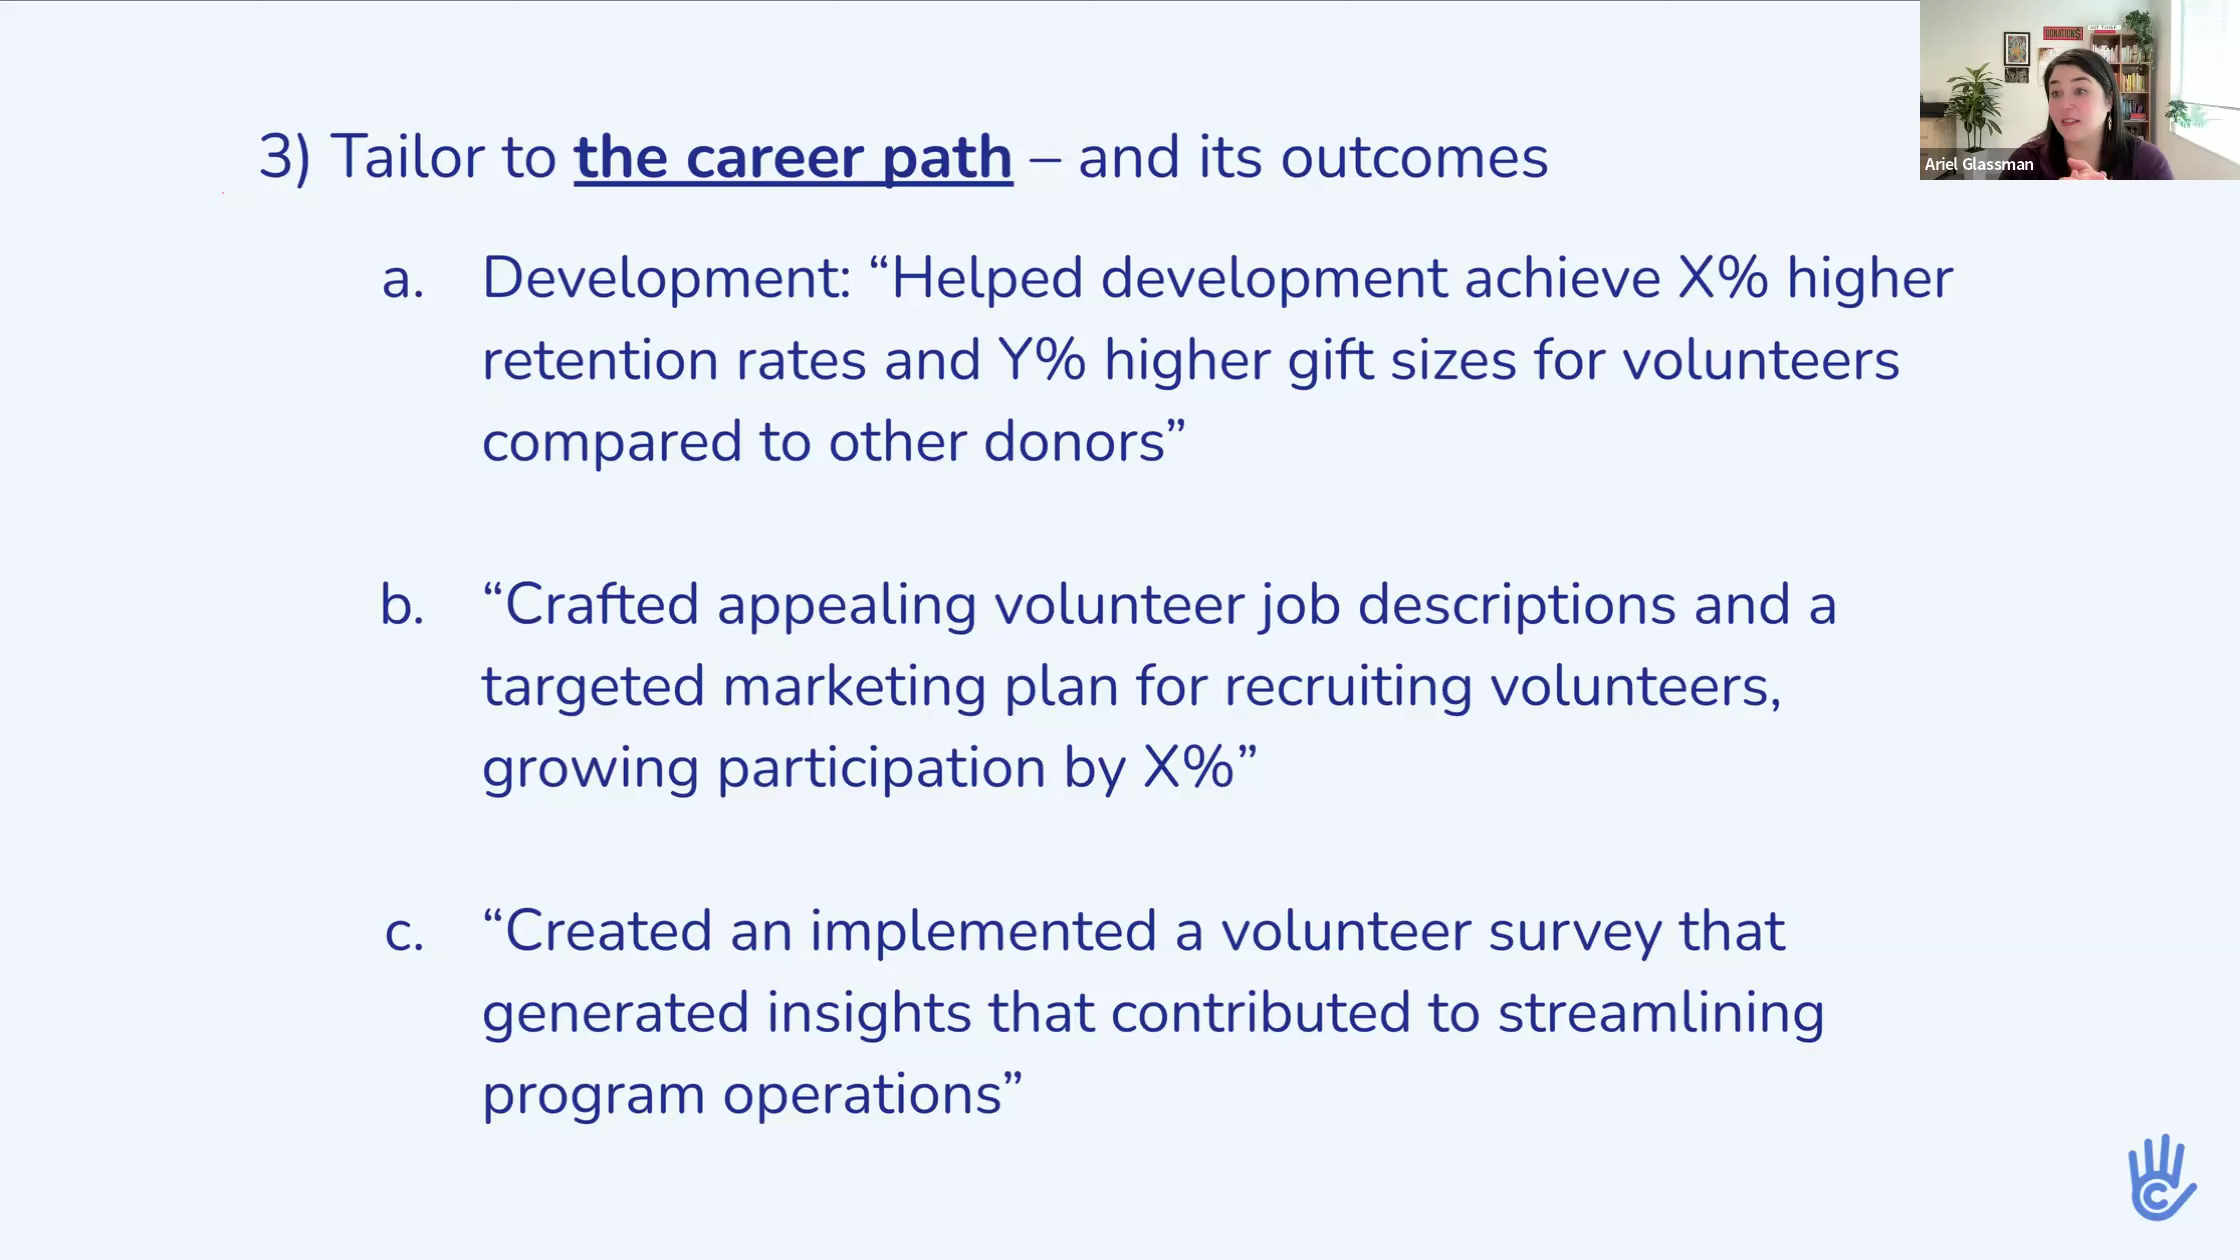 3) Tailor to the career path – and its outcomes
a. Development: “Helped development achieve X% higher
retention rates and Y% higher gift sizes for volunteers
compared to other donors”
b. “Crafted appealing volunteer job descriptions and a
targeted marketing plan for recruiting volunteers,
growing participation by X%”
c. “Created an implemented a volunteer survey that
generated insights that contributed to streamlining
program operations”
DONATIONS
Ariel Glassman
C